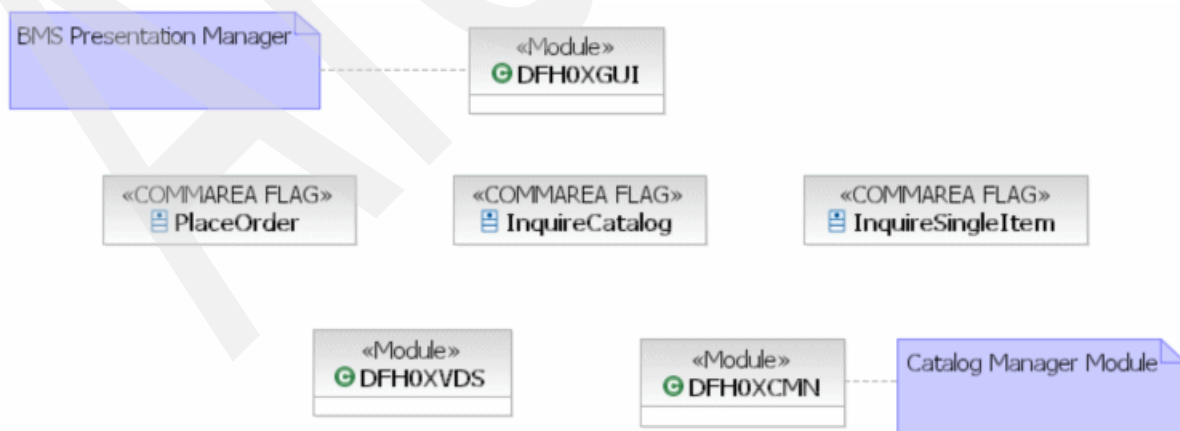 BMS Presentation Manager
«Module»
DFH0XGUI
«COMMAREA FLAG»
PlaceOrder
«COMMAREA FLAG»
InquireCatalog
«COMMAREA FLAG»
InquireSingleItem
«Module»
DFH0XVDS
«Module»
DFH0XCMN
Catalog Manager Module